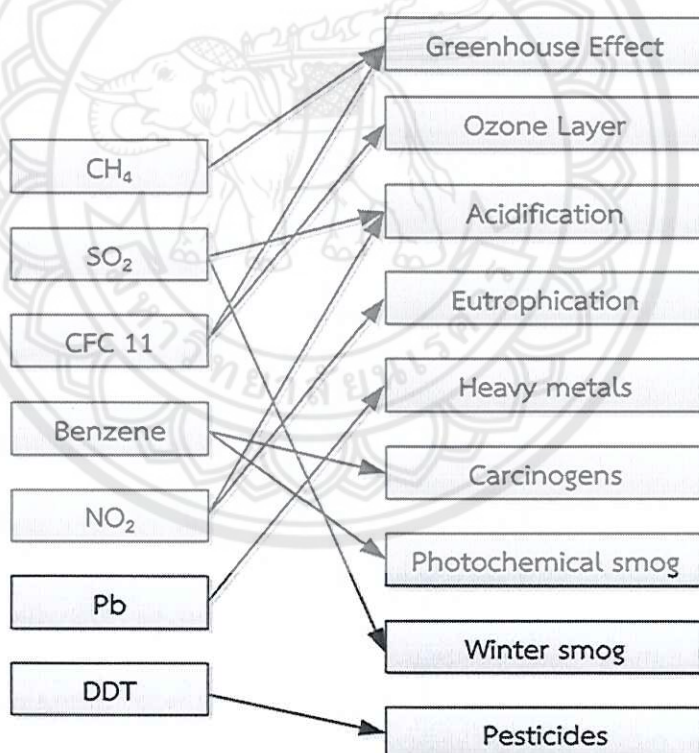 Greenhouse Effect
Ozone Layer
CH₄
Acidification
SO₂
Eutrophication
CFC 11
Heavy metals
Benzene
Carcinogens
NO₂
Photochemical smog
Pb
Winter smog
DDT
Pesticides